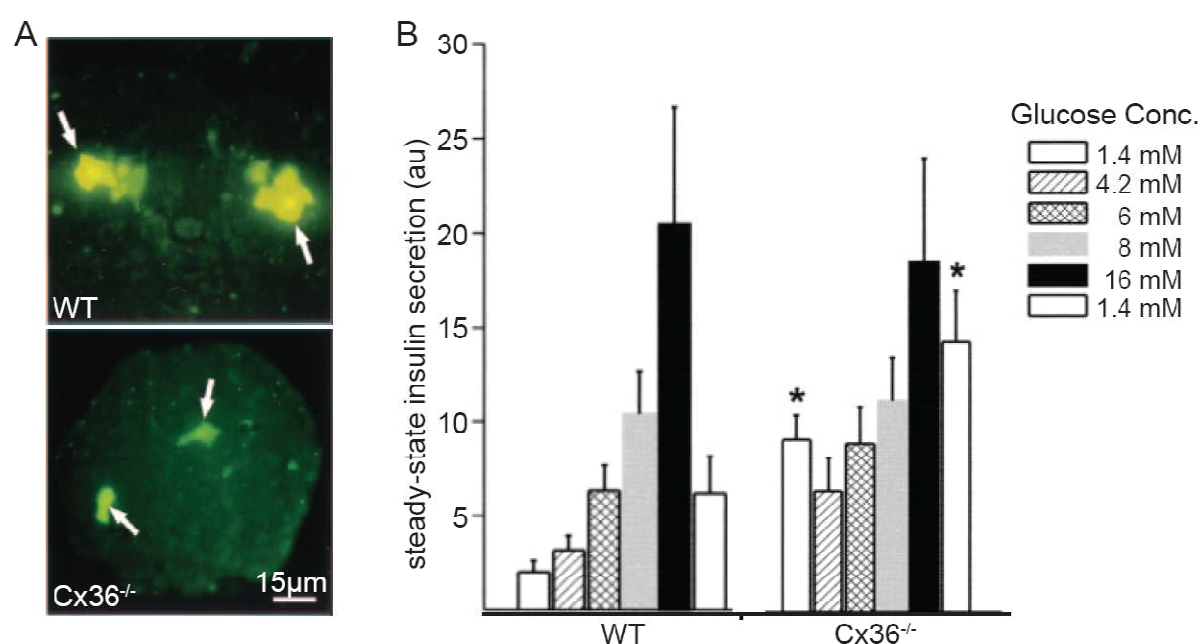 A
WT
Cx36-/-
15μm
B
steady-state insulin secretion (au)
30
25
20
15
10
5
*
*
WT
Cx36-/-
Glucose Conc.
1.4 mM
4.2 mM
6 mM
8 mM
16 mM
1.4 mM